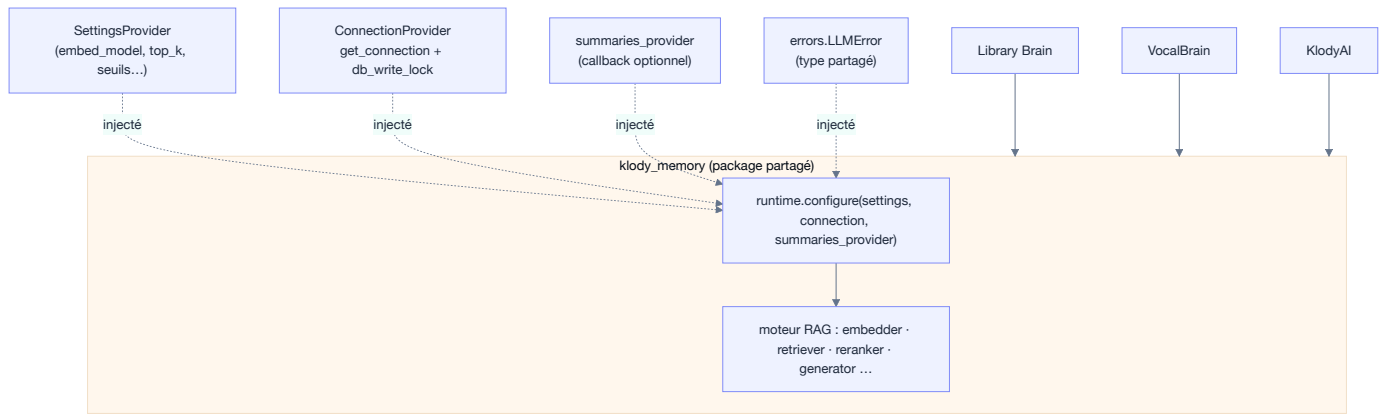 SettingsProvider
(embed_model, top_k,
seuils…)
ConnectionProvider
get_connection +
db_write_lock
summaries_provider
(callback optionnel)
errors.LLMError
(type partagé)
Library Brain
VocalBrain
KlodyAI
injecté
injecté
injecté
injecté
klody_memory (package partagé)
runtime.configure(settings,
connection,
summaries_provider)
moteur RAG : embedder ·
retriever · reranker ·
generator …